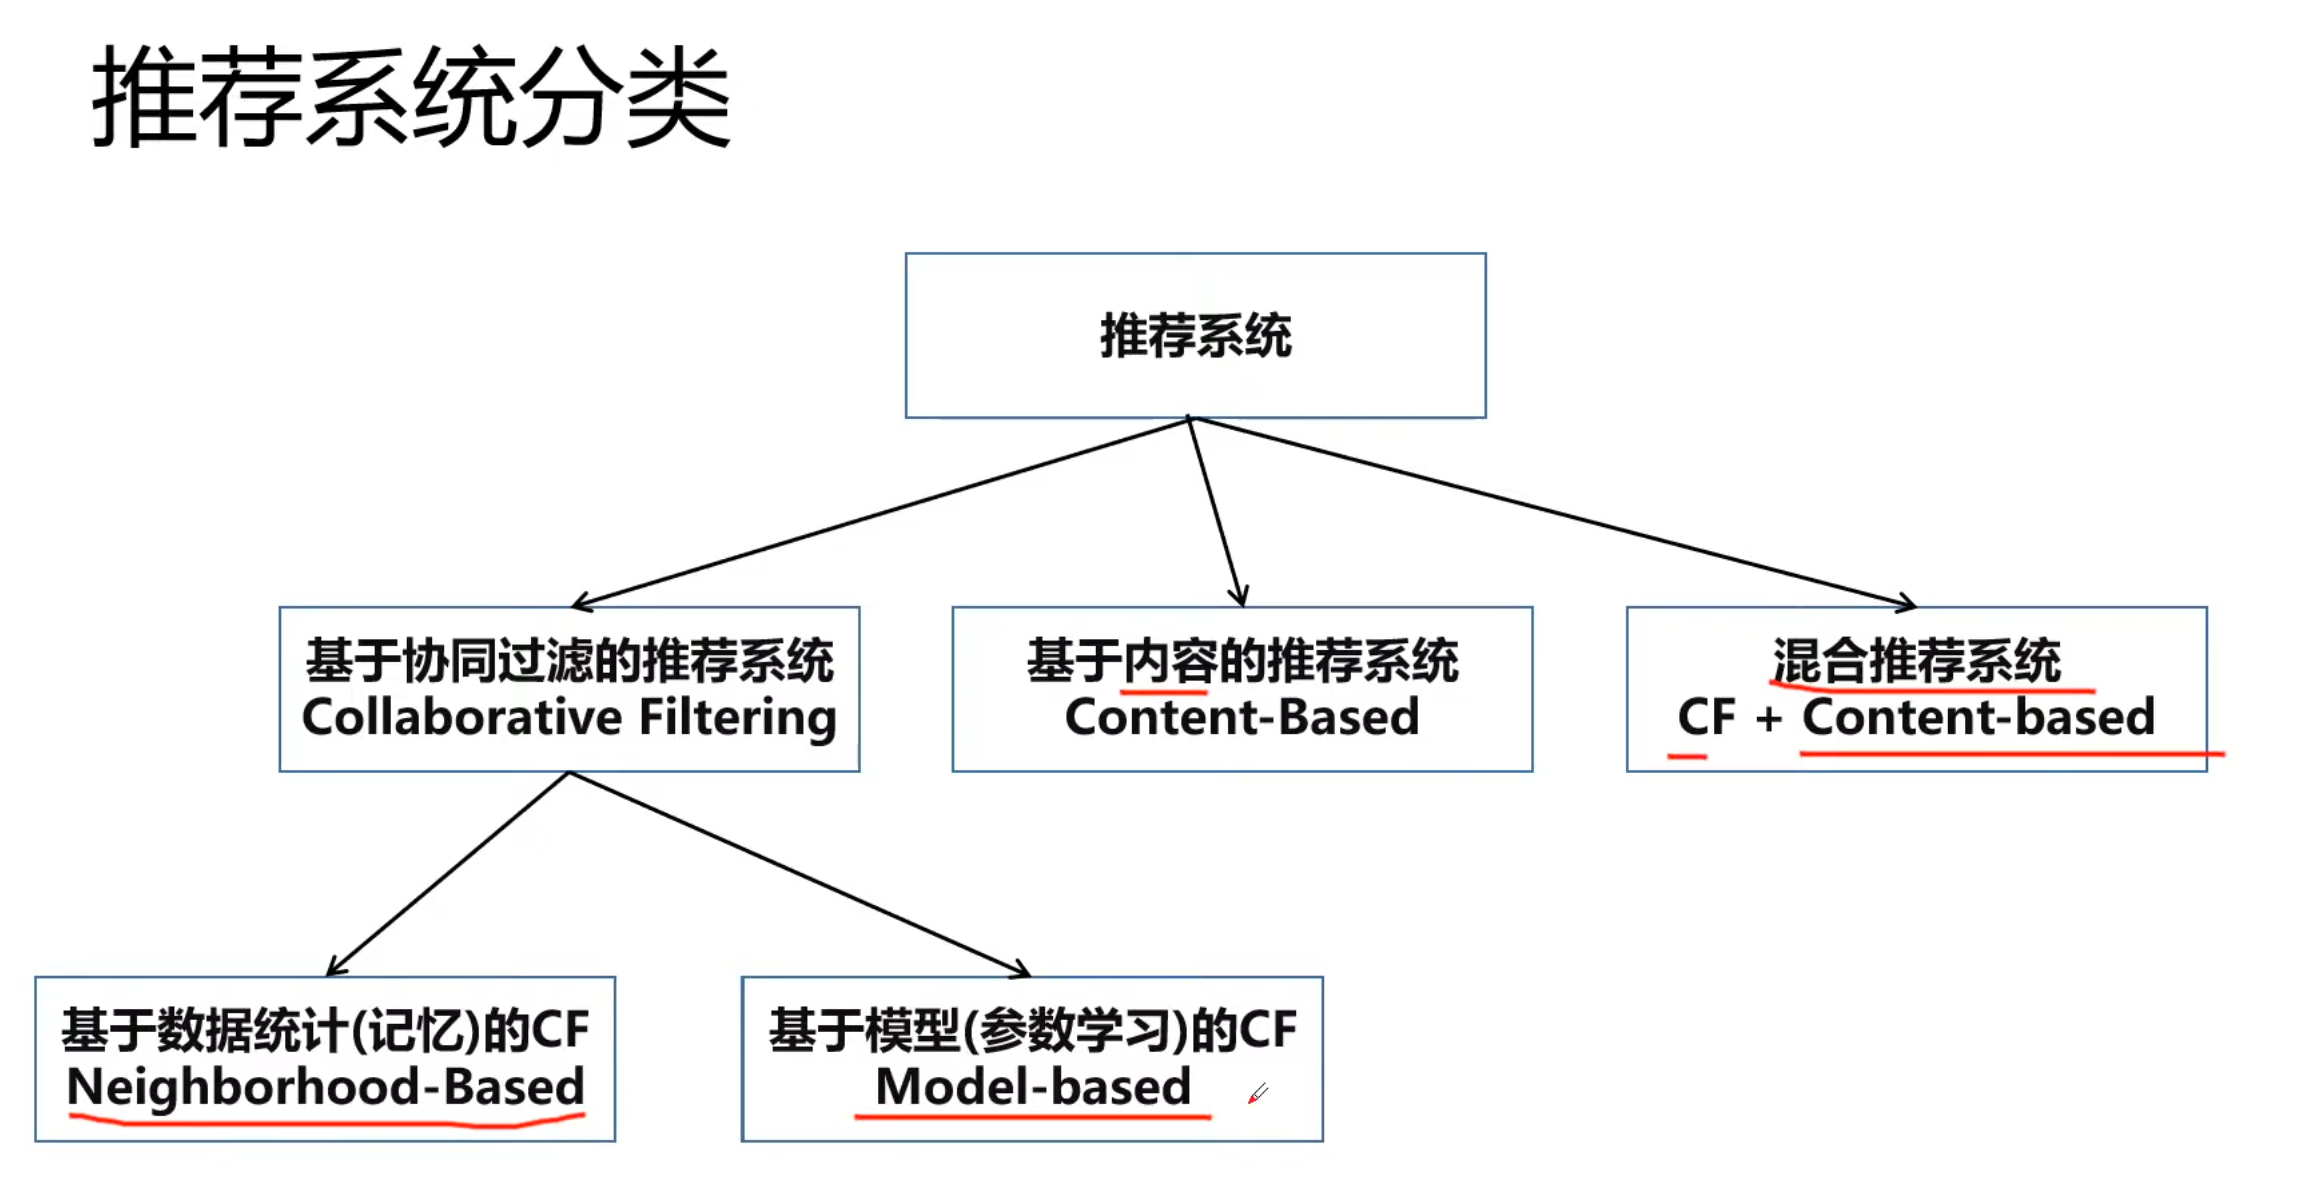 推荐系统分类
推荐系统
基于协同过滤的推荐系统
Collaborative Filtering
基于内容的推荐系统
Content-Based
混合推荐系统
CF + Content-based
基于数据统计(记忆)的CF
Neighborhood-Based
基于模型(参数学习)的CF
Model-based